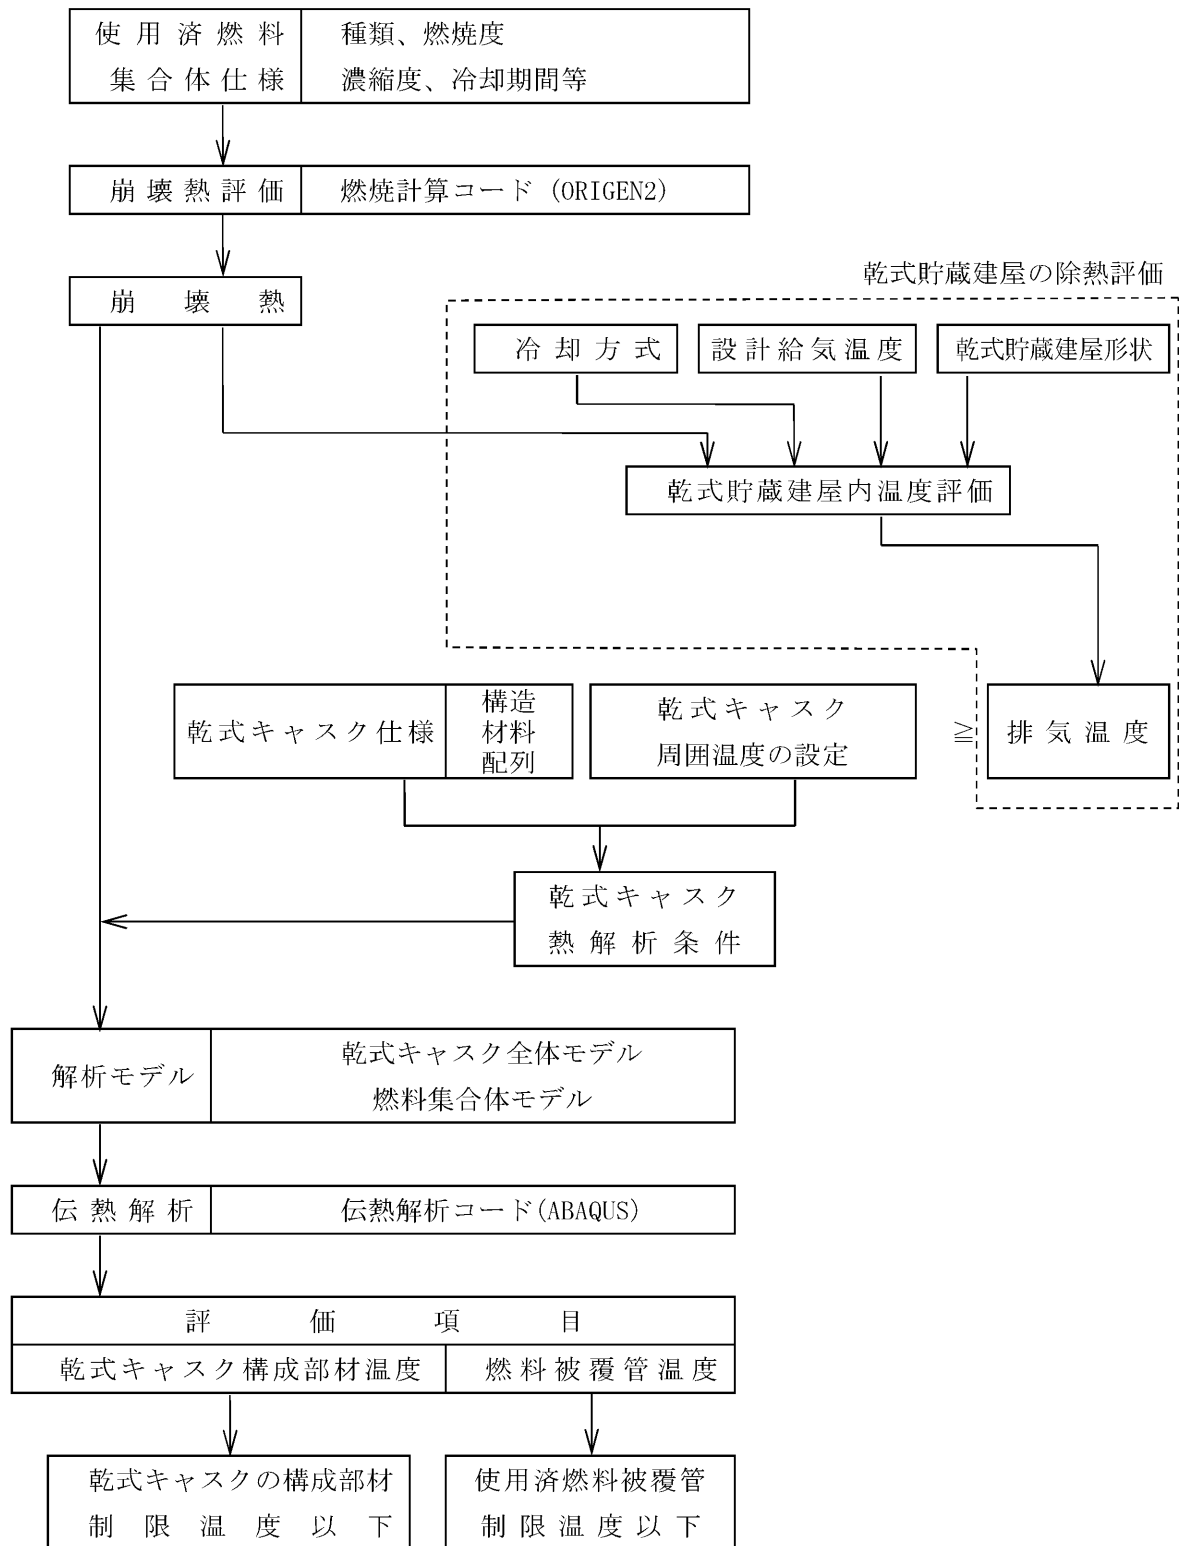 使用済燃料 種類、燃焼度
集合体仕様 濃縮度、冷却期間等
崩壊熱評価 燃焼計算コード (ORIGEN2)
崩壊熱
乾式貯蔵建屋の除熱評価
冷却方式 設計給気温度 乾式貯蔵建屋形状
乾式貯蔵建屋内温度評価
乾式キャスク仕様
構造
材料
配列
乾式キャスク
周囲温度の設定
≧
排気温度
乾式キャスク
熱解析条件
解析モデル
乾式キャスク全体モデル
燃料集合体モデル
伝熱解析 伝熱解析コード(ABAQUS)
評価項目
乾式キャスク構成部材温度 燃料被覆管温度
乾式キャスクの構成部材
制限温度以下
使用済燃料被覆管
制限温度以下